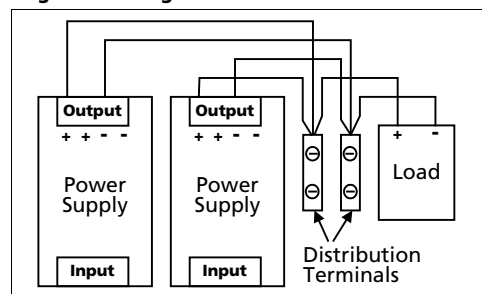 Output
+ + - -
Power
Supply
Input
Output
+ + - -
Power
Supply
Input
+ -
Load
Distribution
Terminals